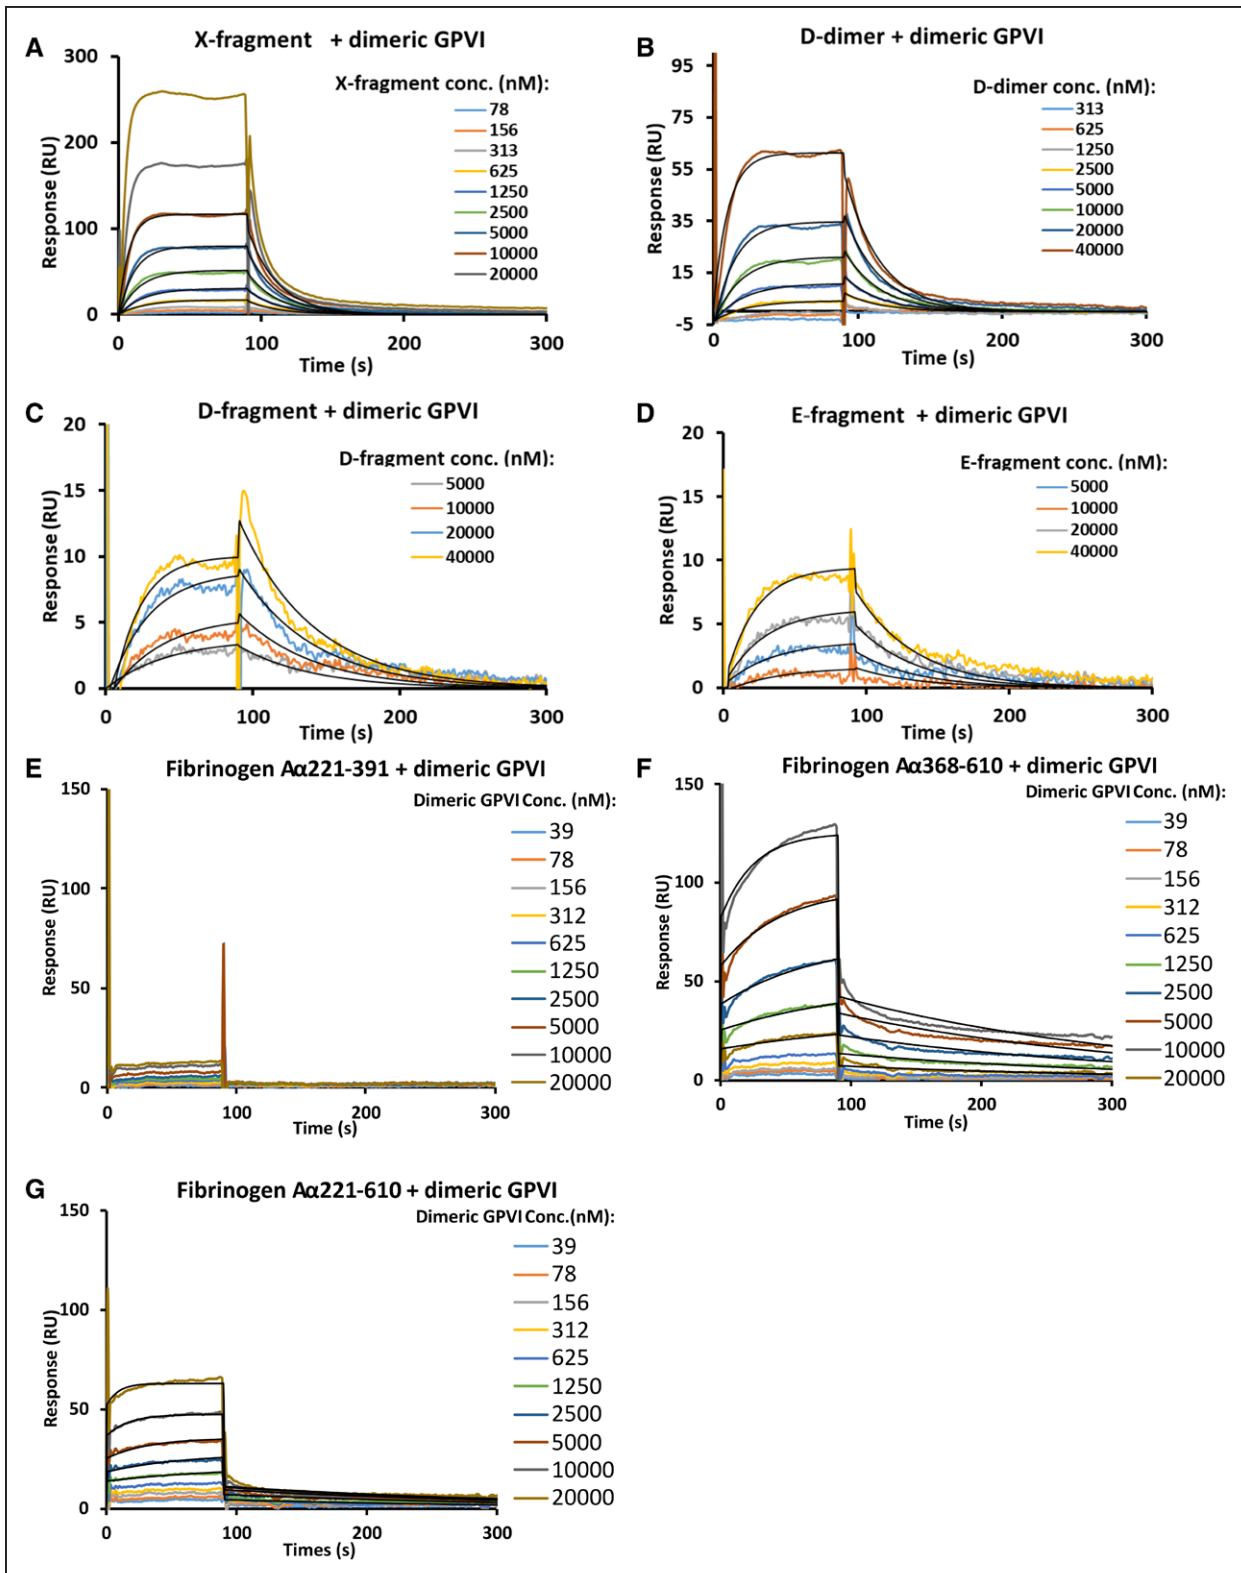 A
X-fragment + dimeric GPVI
300
200
100
0
Response (RU)
X-fragment conc. (nM):
78
156
313
625
1250
2500
5000
10000
20000
0 100 200 300
Time (s)
B
D-dimer + dimeric GPVI
95
75
55
35
15
-5
Response (RU)
D-dimer conc. (nM):
313
625
1250
2500
5000
10000
20000
40000
0 100 200 300
Time (s)
C
D-fragment + dimeric GPVI
20
15
10
5
0
Response (RU)
D-fragment conc. (nM):
5000
10000
20000
40000
0 100 200 300
Time (s)
D
E-fragment + dimeric GPVI
20
15
10
5
0
Response (RU)
E-fragment conc. (nM):
5000
10000
20000
40000
0 100 200 300
Time (s)
E
Fibrinogen Aα221-391 + dimeric GPVI
150
100
50
0
Response (RU)
Dimeric GPVI Conc. (nM):
39
78
156
312
625
1250
2500
5000
10000
20000
0 100 200 300
Time (s)
F
Fibrinogen Aα368-610 + dimeric GPVI
150
100
50
0
Response (RU)
Dimeric GPVI Conc. (nM):
39
78
156
312
625
1250
2500
5000
10000
20000
0 100 200 300
Time (s)
G
Fibrinogen Aα221-610 + dimeric GPVI
150
100
50
0
Response (RU)
Dimeric GPVI Conc.(nM):
39
78
156
312
625
1250
2500
5000
10000
20000
0 100 200 300
Times (s)